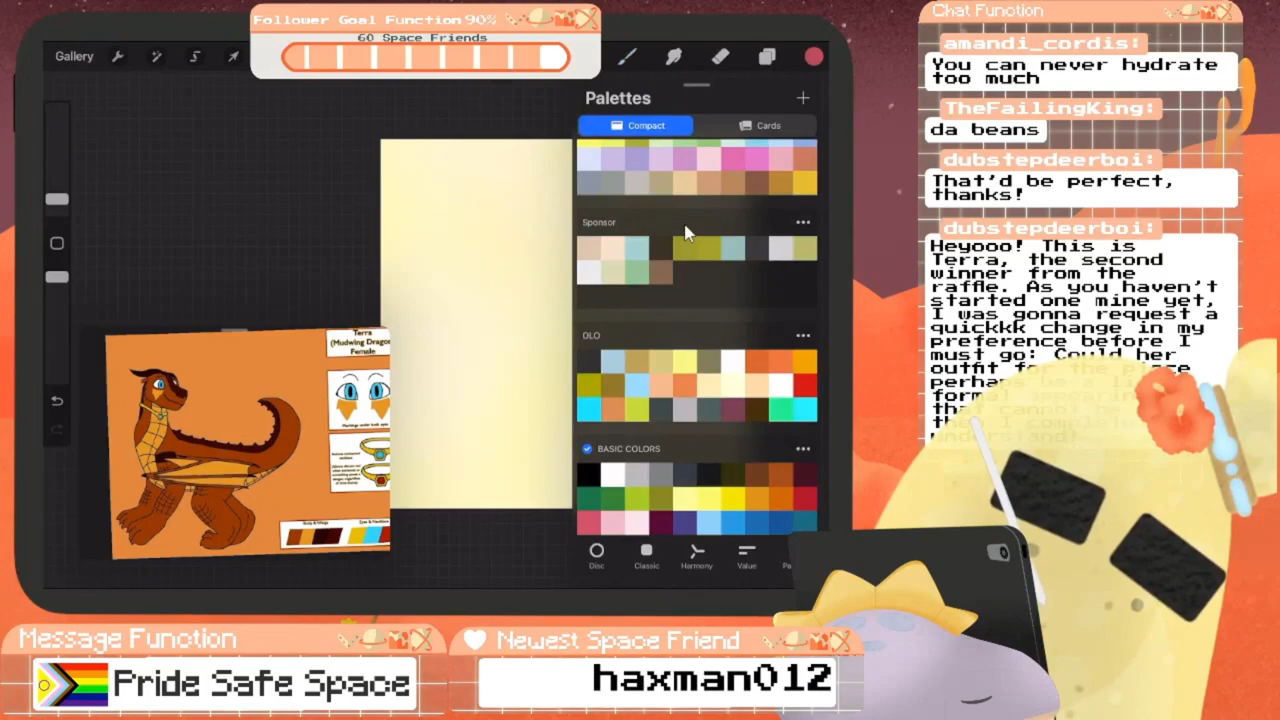 Follower Goal Function 90%
60 Space Friends
Gallery
Palettes
Compact
Cards
Sponsor
OLO
BASIC COLORS
Disc
Classic
Harmony
Value
Terra
(Mudwing Dragon
Female
Chat Function
amandi_cordis:
You can never hydrate
too much
TheFailingKing:
da beans
dubstepdeerboi:
That'd be perfect,
thanks!
dubstepdeerboi:
Heyooo! This is
Terra, the second
winner from the
raffle. As you haven't
started one mine yet,
I was gonna request a
quickkk change in my
preference before I
must go: Could her
outfit for the piece
perhaps
Message Function
Pride Safe Space
Newest Space Friend
haxman012